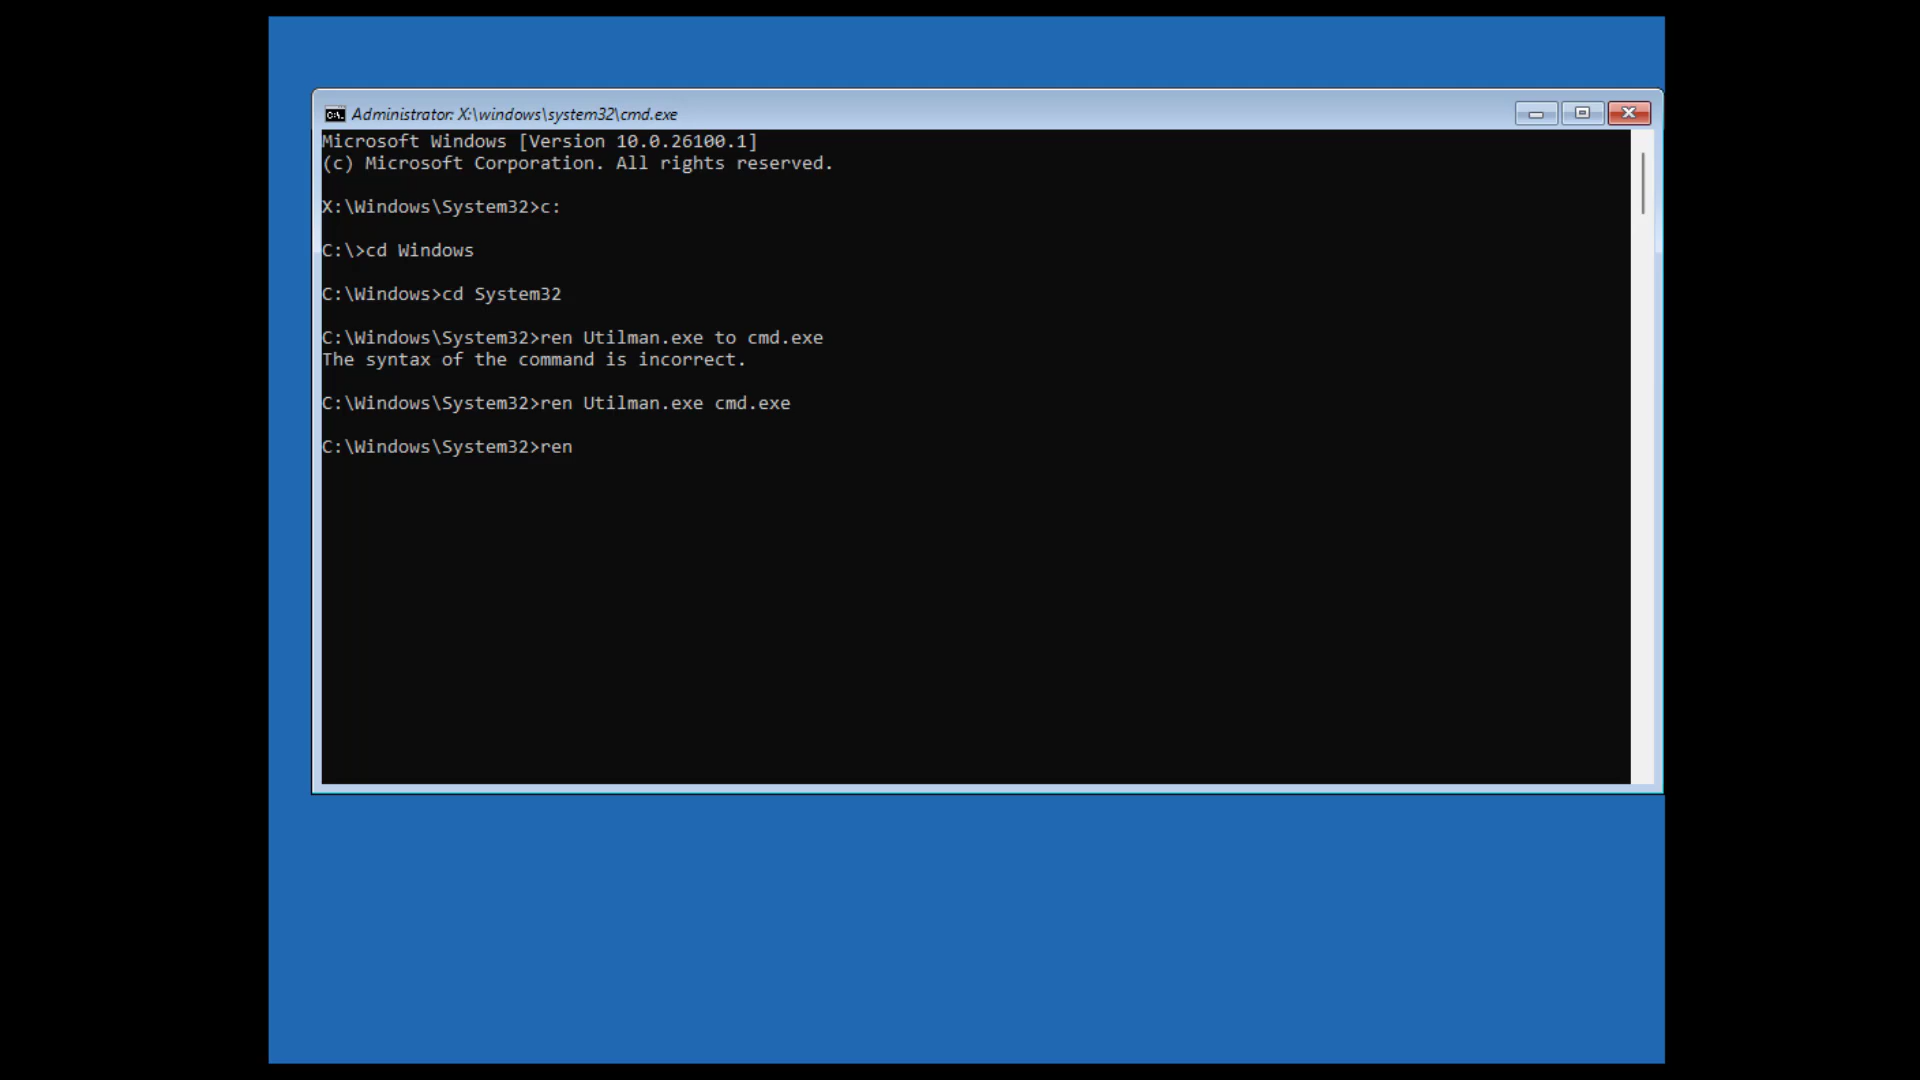 Administrator: X:\windows\system32\cmd.exe
Microsoft Windows [Version 10.0.26100.1]
(c) Microsoft Corporation. All rights reserved.
X:\Windows\System32>c:
C:\>cd Windows
C:\Windows>cd System32
C:\Windows\System32>ren Utilman.exe to cmd.exe
The syntax of the command is incorrect.
C:\Windows\System32>ren Utilman.exe cmd.exe
C:\Windows\System32>ren